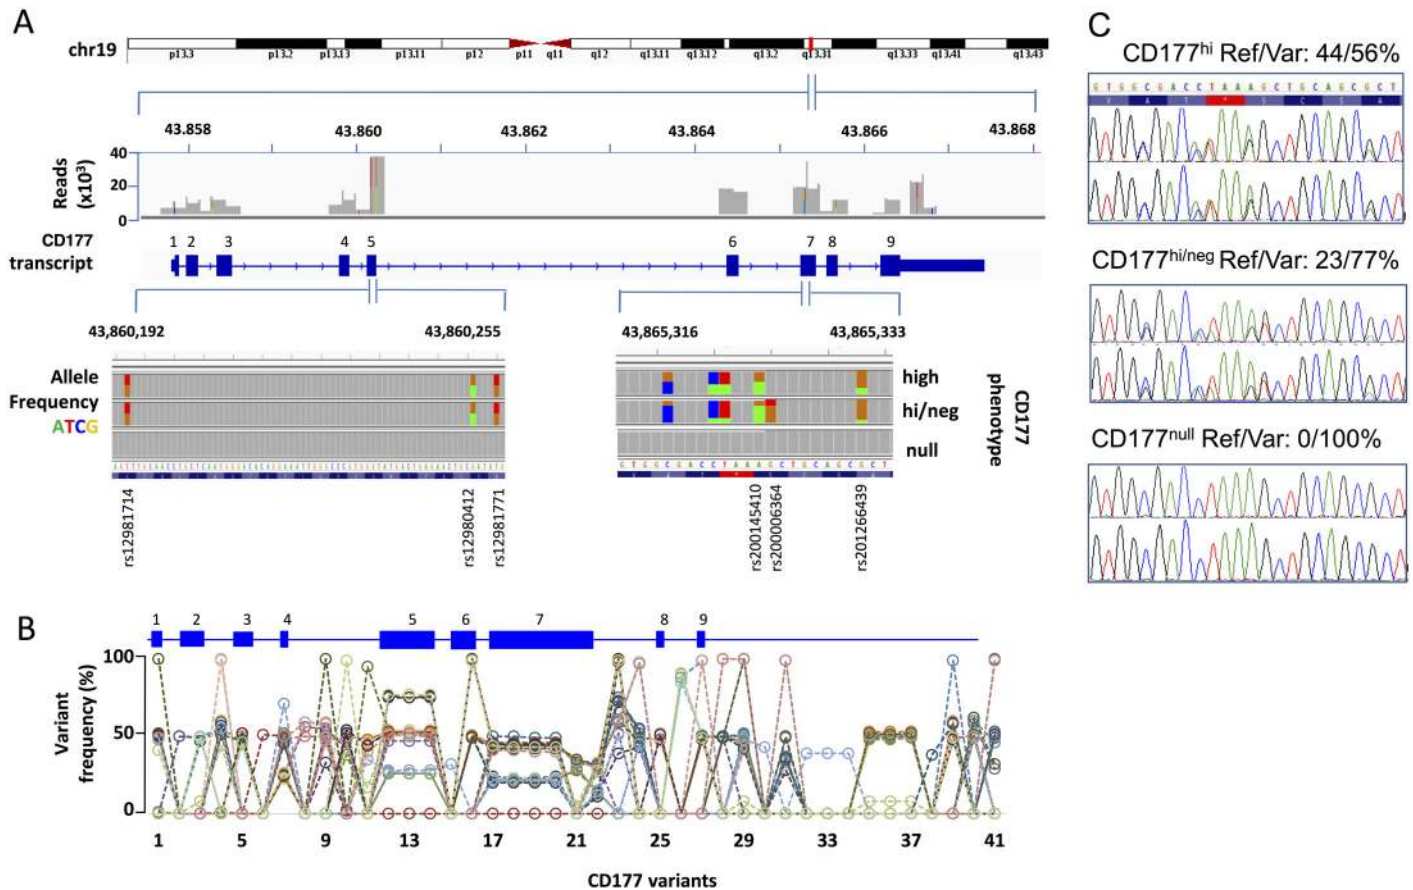 A
chr19
p13.3 p13.2 p13.13 p13.11 p12 p11 q11 q12 q13.11 q13.12 q13.2 q13.31 q13.33 q13.41 q13.43
43.858 43.860 43.862 43.864 43.866 43.868
Reads (x10³)
40
20
0
CD177 transcript
1 2 3 4 5 6 7 8 9
43,860,192 43,860,255
43,865,316 43,865,333
Allele
Frequency
ATCG
high
hi/neg
null
CD177 phenotype
G T G G C G A C C T A A A G C T G C A G C G C T
rs12981714
rs12980412
rs12981771
rs200145410
rs200006364
rs201266439
B
1 2 3 4 5 6 7 8 9
Variant frequency (%)
100
50
0
1 5 9 13 17 21 25 29 33 37 41
CD177 variants
C
CD177hi Ref/Var: 44/56%
G T G G C G A C C T A A A G C T G C A G C G C T
CD177hi/neg Ref/Var: 23/77%
CD177null Ref/Var: 0/100%